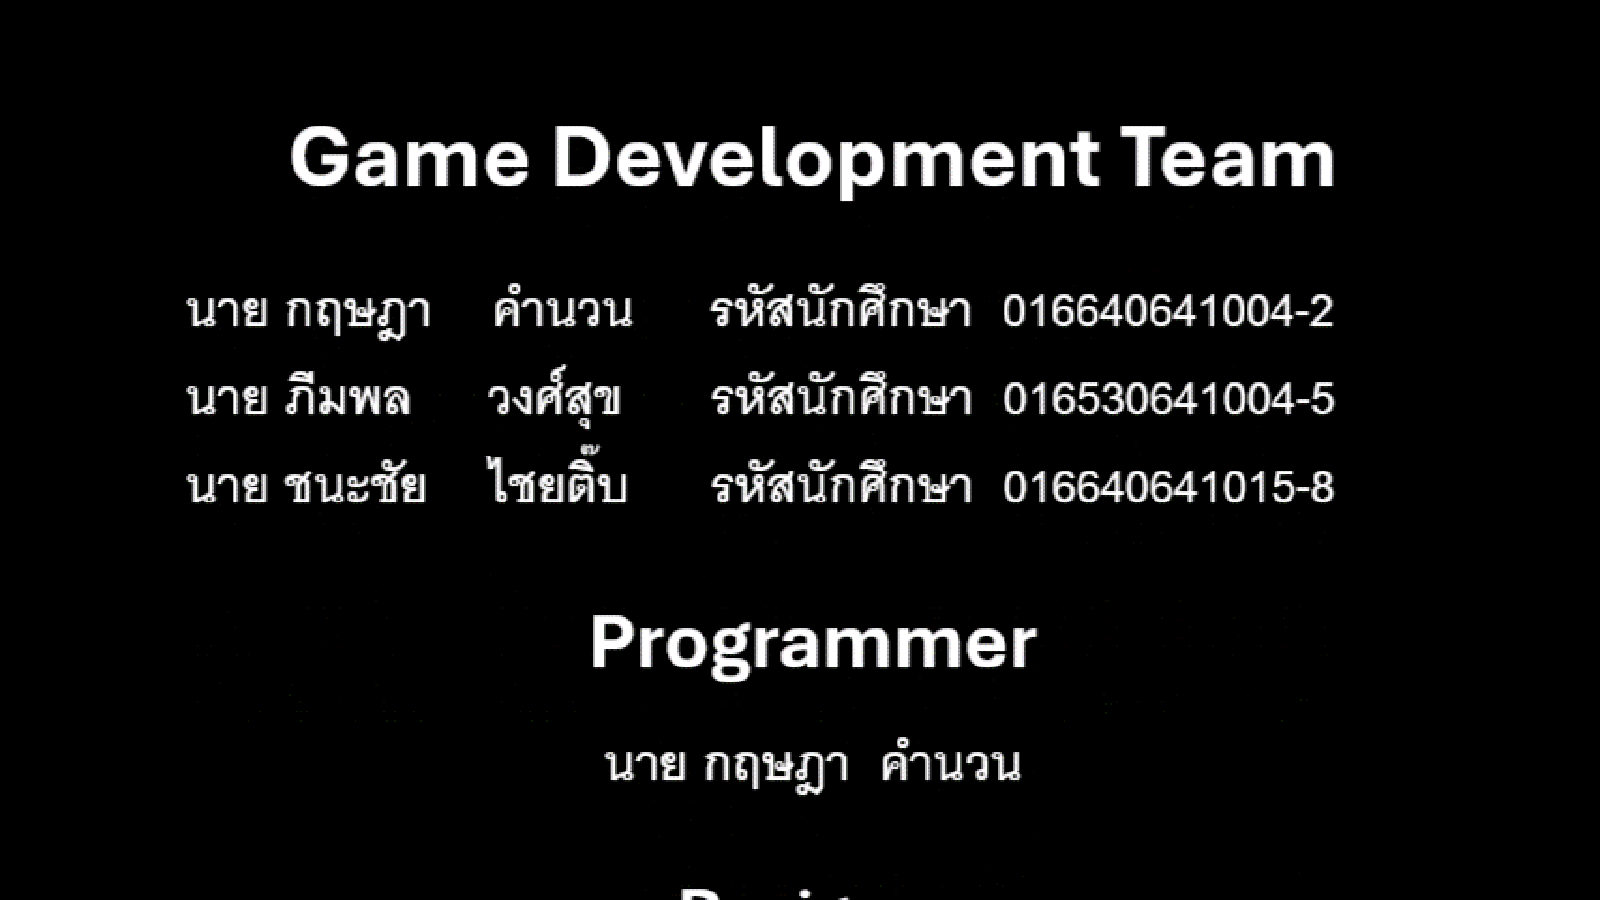 Game Development Team
นาย กฤษฎา คำนวน รหัสนักศึกษา 016640641004-2
นาย ภีมพล วงศ์สุข รหัสนักศึกษา 016530641004-5
นาย ชนะชัย ไชยติ๊บ รหัสนักศึกษา 016640641015-8
Programmer
นาย กฤษฎา คำนวน